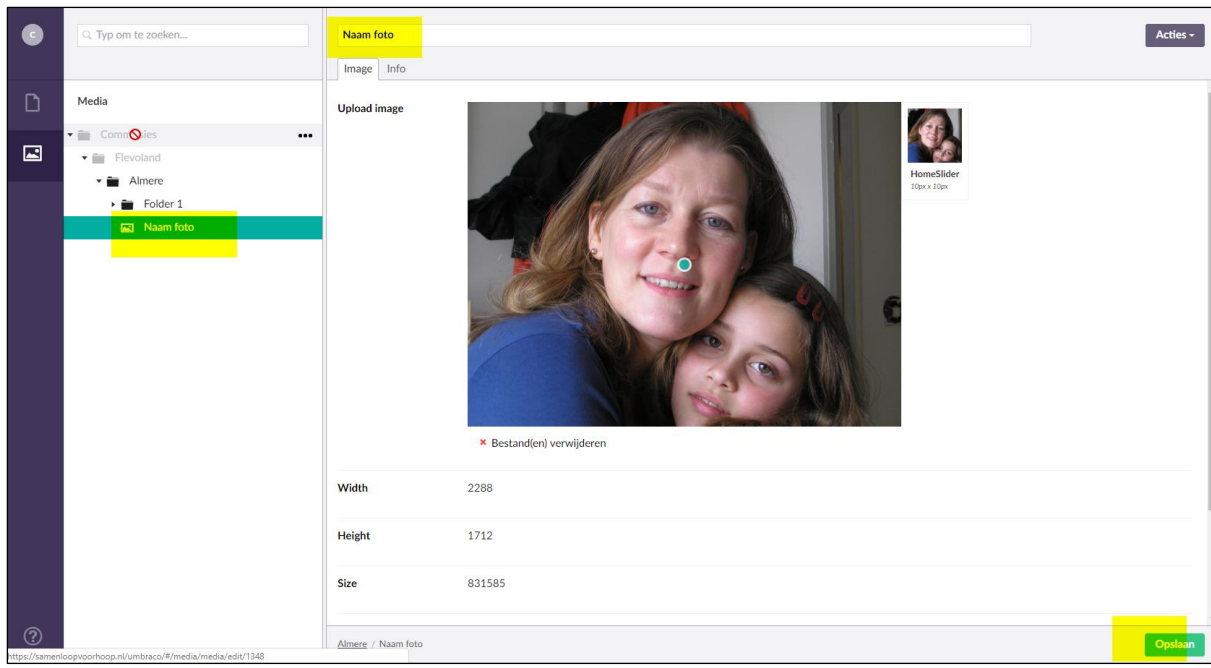 C
Typ om te zoeken...
Media
Commissies
Flevoland
Almere
Folder 1
Naam foto
Naam foto
Acties
Image Info
Upload image
HomeSlider
10px x 10px
× Bestand(en) verwijderen
Width 2288
Height 1712
Size 831585
Almere / Naam foto
Opslaan
https://samenloopvoorhoop.nl/umbraco/#/media/media/edit/1348